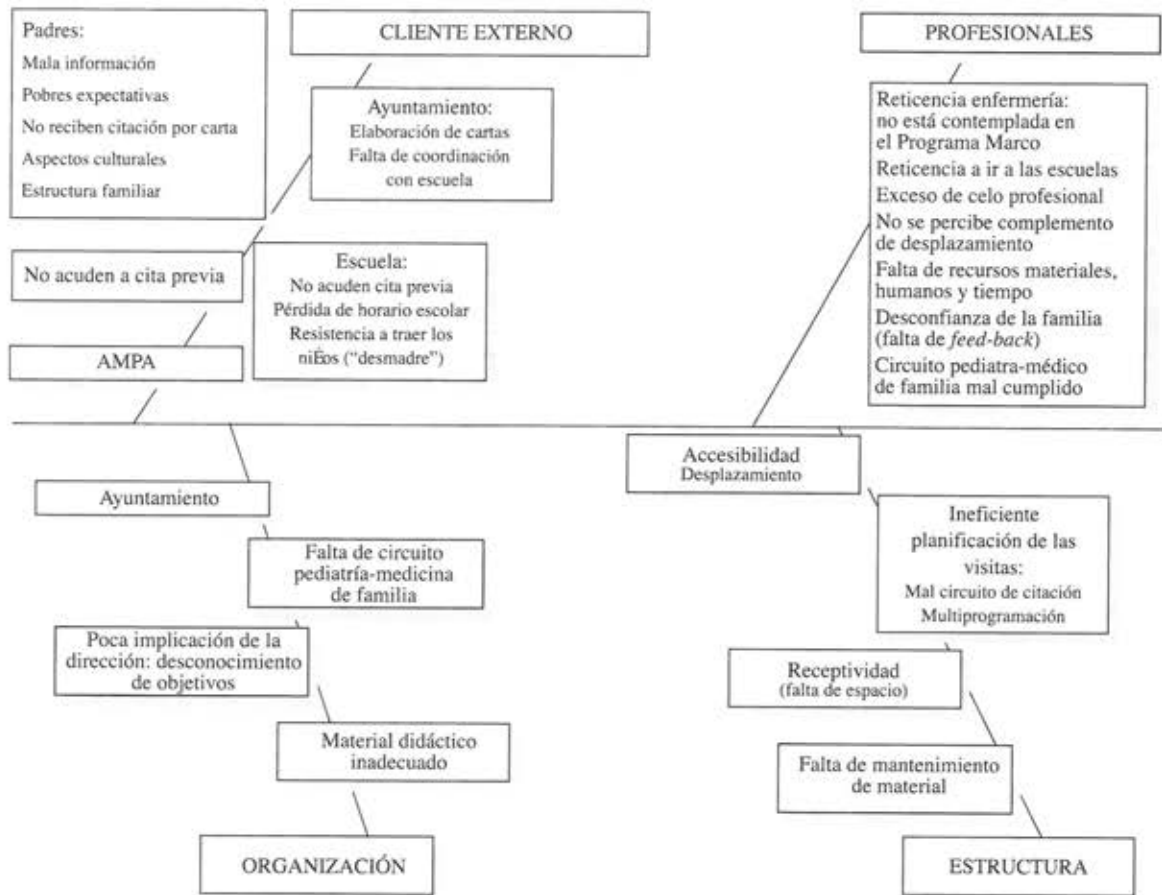 Padres:
Mala información
Pobres expectativas
No reciben citación por carta
Aspectos culturales
Estructura familiar
CLIENTE EXTERNO
Ayuntamiento:
Elaboración de cartas
Falta de coordinación
con escuela
No acuden a cita previa
Escuela:
No acuden cita previa
Pérdida de horario escolar
Resistencia a traer los
niÉos (“desmadre”)
AMPA
PROFESIONALES
Reticencia enfermería:
no está contemplada en
el Programa Marco
Reticencia a ir a las escuelas
Exceso de celo profesional
No se percibe complemento
de desplazamiento
Falta de recursos materiales,
humanos y tiempo
Desconfianza de la familia
(falta de feed-back)
Circuito pediatra-médico
de familia mal cumplido
Ayuntamiento
Falta de circuito
pediatría-medicina
de familia
Poca implicación de la
dirección: desconocimiento
de objetivos
Material didáctico
inadecuado
ORGANIZACIÓN
Accesibilidad
Desplazamiento
Ineficiente
planificación de las
visitas:
Mal circuito de citación
Multiprogramación
Receptividad
(falta de espacio)
Falta de mantenimiento
de material
ESTRUCTURA